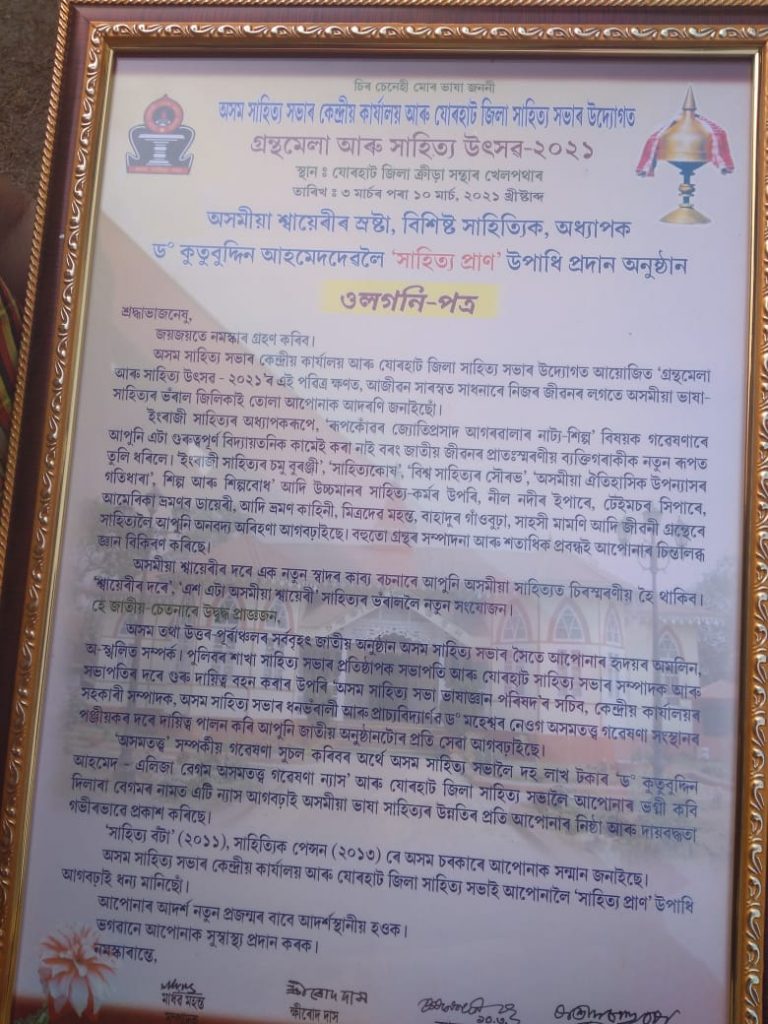 চিৰ চেনেহী মোৰ ভাষা জননী
অসম সাহিত্য সভাৰ কেন্দ্ৰীয় কাৰ্যালয় আৰু যোৰহাট জিলা সাহিত্য সভাৰ উদ্যোগত
গ্ৰন্থমেলা আৰু সাহিত্য উৎসৱ-২০২১
স্থান : যোৰহাট জিলা ক্ৰীড়া সন্থাৰ খেলপথাৰ
তাৰিখ : ৩ মাৰ্চৰ পৰা ১০ মাৰ্চ, ২০২১ খ্ৰীষ্টাব্দ
অসমীয়া শ্বায়েৰীৰ স্ৰষ্টা, বিশিষ্ট সাহিত্যিক, অধ্যাপক
ড° কুতুবুদ্দিন আহমেদদেৱলৈ ‘সাহিত্য প্ৰাণ’ উপাধি প্ৰদান অনুষ্ঠান
ওলগনি-পত্ৰ
শ্ৰদ্ধাভাজনেষু,
জয়জয়তে নমস্কাৰ গ্ৰহণ কৰিব।
অসম সাহিত্য সভাৰ কেন্দ্ৰীয় কাৰ্যালয় আৰু যোৰহাট জিলা সাহিত্য সভাৰ উদ্যোগত আয়োজিত ‘গ্ৰন্থমেলা
আৰু সাহিত্য উৎসৱ - ২০২১’ৰ এই পবিত্ৰ ক্ষণত, আজীৱন সাৰস্বত সাধনাৰে নিজৰ জীৱনৰ লগতে অসমীয়া ভাষা-
সাহিত্যৰ ভঁৰাল জিলিকাই তোলা আপোনাক আদৰণি জনাইছোঁ।
ইংৰাজী সাহিত্যৰ অধ্যাপকৰূপে, ‘ৰূপকোঁৱৰ জ্যোতিপ্ৰসাদ আগৰৱালাৰ নাট্য-শিল্প’ বিষয়ক গৱেষণাৰে
আপুনি এটা গুৰুত্বপূৰ্ণ বিদ্যায়তনিক কামেই কৰা নাই বৰং জাতীয় জীৱনৰ প্ৰাতঃস্মৰণীয় ব্যক্তিগৰাকীক নতুন ৰূপত
তুলি ধৰিলে। ‘ইংৰাজী সাহিত্যৰ চমু বুৰঞ্জী’, ‘সাহিত্যকোষ’, ‘বিশ্ব সাহিত্যৰ সৌৰভ’, ‘অসমীয়া ঐতিহাসিক উপন্যাসৰ
গতিধাৰা’, শিল্প আৰু শিল্পবোধ’ আদি উচ্চমানৰ সাহিত্য-কৰ্মৰ উপৰি, নীল নদীৰ ইপাৰে, টেইমচৰ সিপাৰে,
আমেৰিকা ভ্ৰমণৰ ডায়েৰী, আদি ভ্ৰমণ কাহিনী, মিত্ৰদেৱ মহন্ত, বাহাদুৰ গাঁওবুঢ়া, সাহসী মামণি আদি জীৱনী গ্ৰন্থেৰে
সাহিত্যলৈ আপুনি অনবদ্য অৰিহণা আগবঢ়াইছে। বহুতো গ্ৰন্থৰ সম্পাদনা আৰু শতাধিক প্ৰবন্ধই আপোনাৰ চিন্তালব্ধ
জ্ঞান বিকিৰণ কৰিছে।
অসমীয়া শ্বায়েৰীৰ দৰে এক নতুন স্বাদৰ কাব্য ৰচনাৰে আপুনি অসমীয়া সাহিত্যত চিৰস্মৰণীয় হৈ থাকিব।
‘শ্বায়েৰীৰ দৰে’, ‘এশ এটা অসমীয়া শ্বায়েৰী’ সাহিত্যৰ ভৰাললৈ নতুন সংযোজন।
হে জাতীয়-চেতনাৰে উদ্বুদ্ধ প্ৰাজ্ঞজন,
অসম তথা উত্তৰ-পূৰ্বাঞ্চলৰ সৰ্ববৃহৎ জাতীয় অনুষ্ঠান অসম সাহিত্য সভাৰ সৈতে আপোনাৰ হৃদয়ৰ অমলিন,
অ-স্খলিত সম্পৰ্ক। পুলিবৰ শাখা সাহিত্য সভাৰ প্ৰতিষ্ঠাপক সভাপতি আৰু যোৰহাট জিলা সাহিত্য সভাৰ সম্পাদক আৰু
সভাপতিৰ দৰে গুৰু দায়িত্ব বহন কৰাৰ উপৰি ‘অসম সাহিত্য সভা ভাষাজ্ঞান পৰিষদ’ৰ সচিব, কেন্দ্ৰীয় কাৰ্যালয়ৰ
সহকাৰী সম্পাদক, অসম সাহিত্য সভাৰ ধনভঁৰালী আৰু প্ৰাচ্যবিদ্যাৰ্ণৱ ড° মহেশ্বৰ নেওগ অসমতত্ত্ব গৱেষণা সংস্থানৰ
পঞ্জীয়কৰ দৰে দায়িত্ব পালন কৰি আপুনি জাতীয় অনুষ্ঠানটোৰ প্ৰতি সেৱা আগবঢ়াইছে।
‘অসমতত্ত্ব’ সম্পৰ্কীয় গৱেষণা সুচল কৰিবৰ অৰ্থে অসম সাহিত্য সভালৈ দহ লাখ টকাৰ ‘ড° কুতুবুদ্দিন
আহমেদ - এলিজা বেগম অসমতত্ত্ব গৱেষণা ন্যাস’ আৰু যোৰহাট জিলা সাহিত্য সভালৈ আপোনাৰ ভগ্নী কবি
দিলাৰা বেগমৰ নামত এটি ন্যাস আগবঢ়াই অসমীয়া ভাষা সাহিত্যৰ উন্নতিৰ প্ৰতি আপোনাৰ নিষ্ঠা আৰু দায়বদ্ধতা
গভীৰভাৱে প্ৰকাশ কৰিছে।
‘সাহিত্য বঁটা’ (২০১১), সাহিত্যিক পেন্সন (২০১৩) ৰে অসম চৰকাৰে আপোনাক সন্মান জনাইছে।
অসম সাহিত্য সভাৰ কেন্দ্ৰীয় কাৰ্যালয় আৰু যোৰহাট জিলা সাহিত্য সভাই আপোনালৈ ‘সাহিত্য প্ৰাণ’ উপাধি
আগবঢ়াই ধন্য মানিছোঁ।
আপোনাৰ আদৰ্শ নতুন প্ৰজন্মৰ বাবে আদৰ্শস্থানীয় হওক।
ভগৱানে আপোনাক সুস্বাস্থ্য প্ৰদান কৰক।
নমস্কাৰান্তে,
ক্ষীৰোদ দাস
মাধৱ মহন্ত
ক্ষীৰোদ দাস